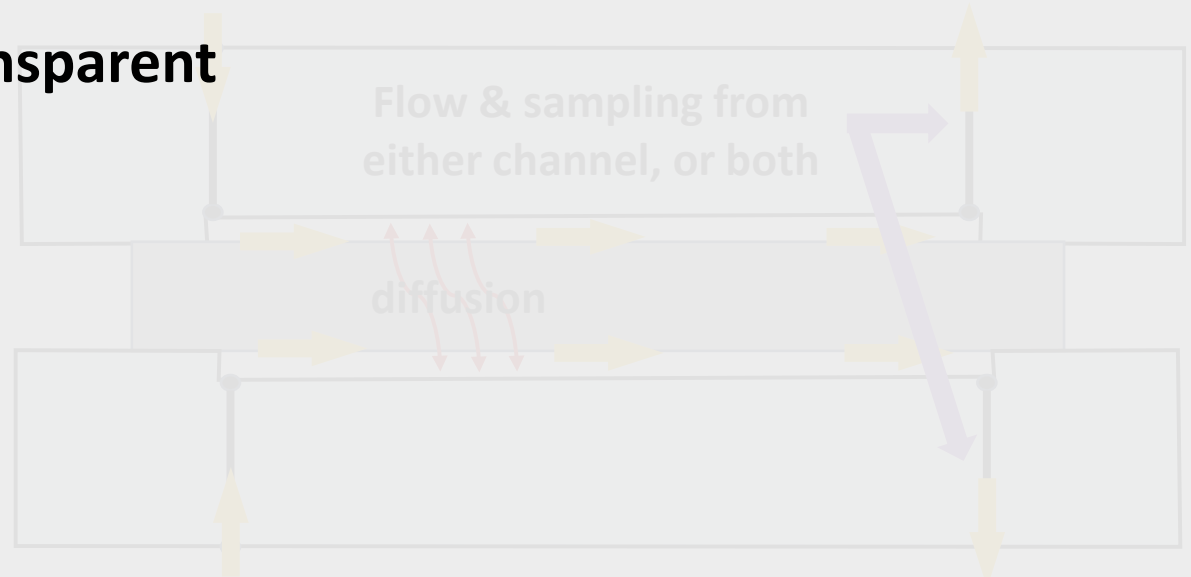 nsparent
Flow & sampling from
either channel, or both
diffusion